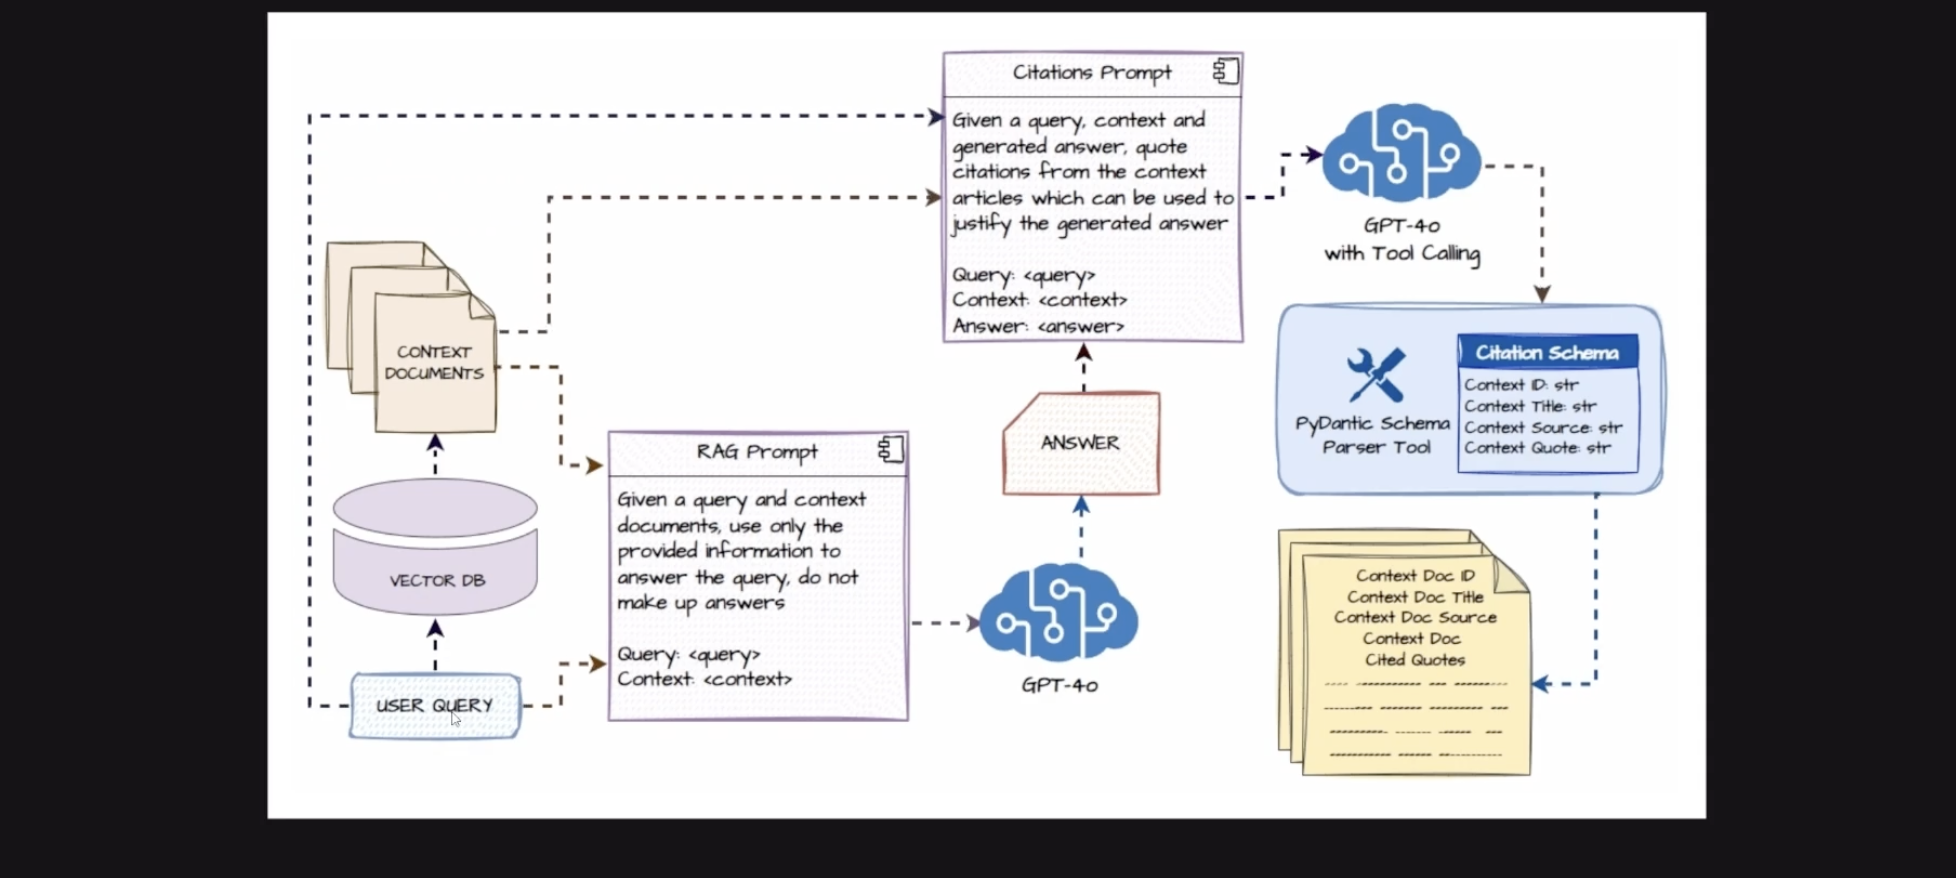 Citations Prompt
Given a query, context and
generated answer, quote
citations from the context
articles which can be used to
justify the generated answer
Query: <query>
Context: <context>
Answer: <answer>
GPT-4o
with Tool Calling
CONTEXT
DOCUMENTS
Citation Schema
Context ID: str
Context Title: str
Context Source: str
Context Quote: str
PyDantic Schema
Parser Tool
RAG Prompt
Given a query and context
documents, use only the
provided information to
answer the query, do not
make up answers
Query: <query>
Context: <context>
ANSWER
VECTOR DB
GPT-4o
USER QUERY
Context Doc ID
Context Doc Title
Context Doc Source
Context Doc
Cited Quotes